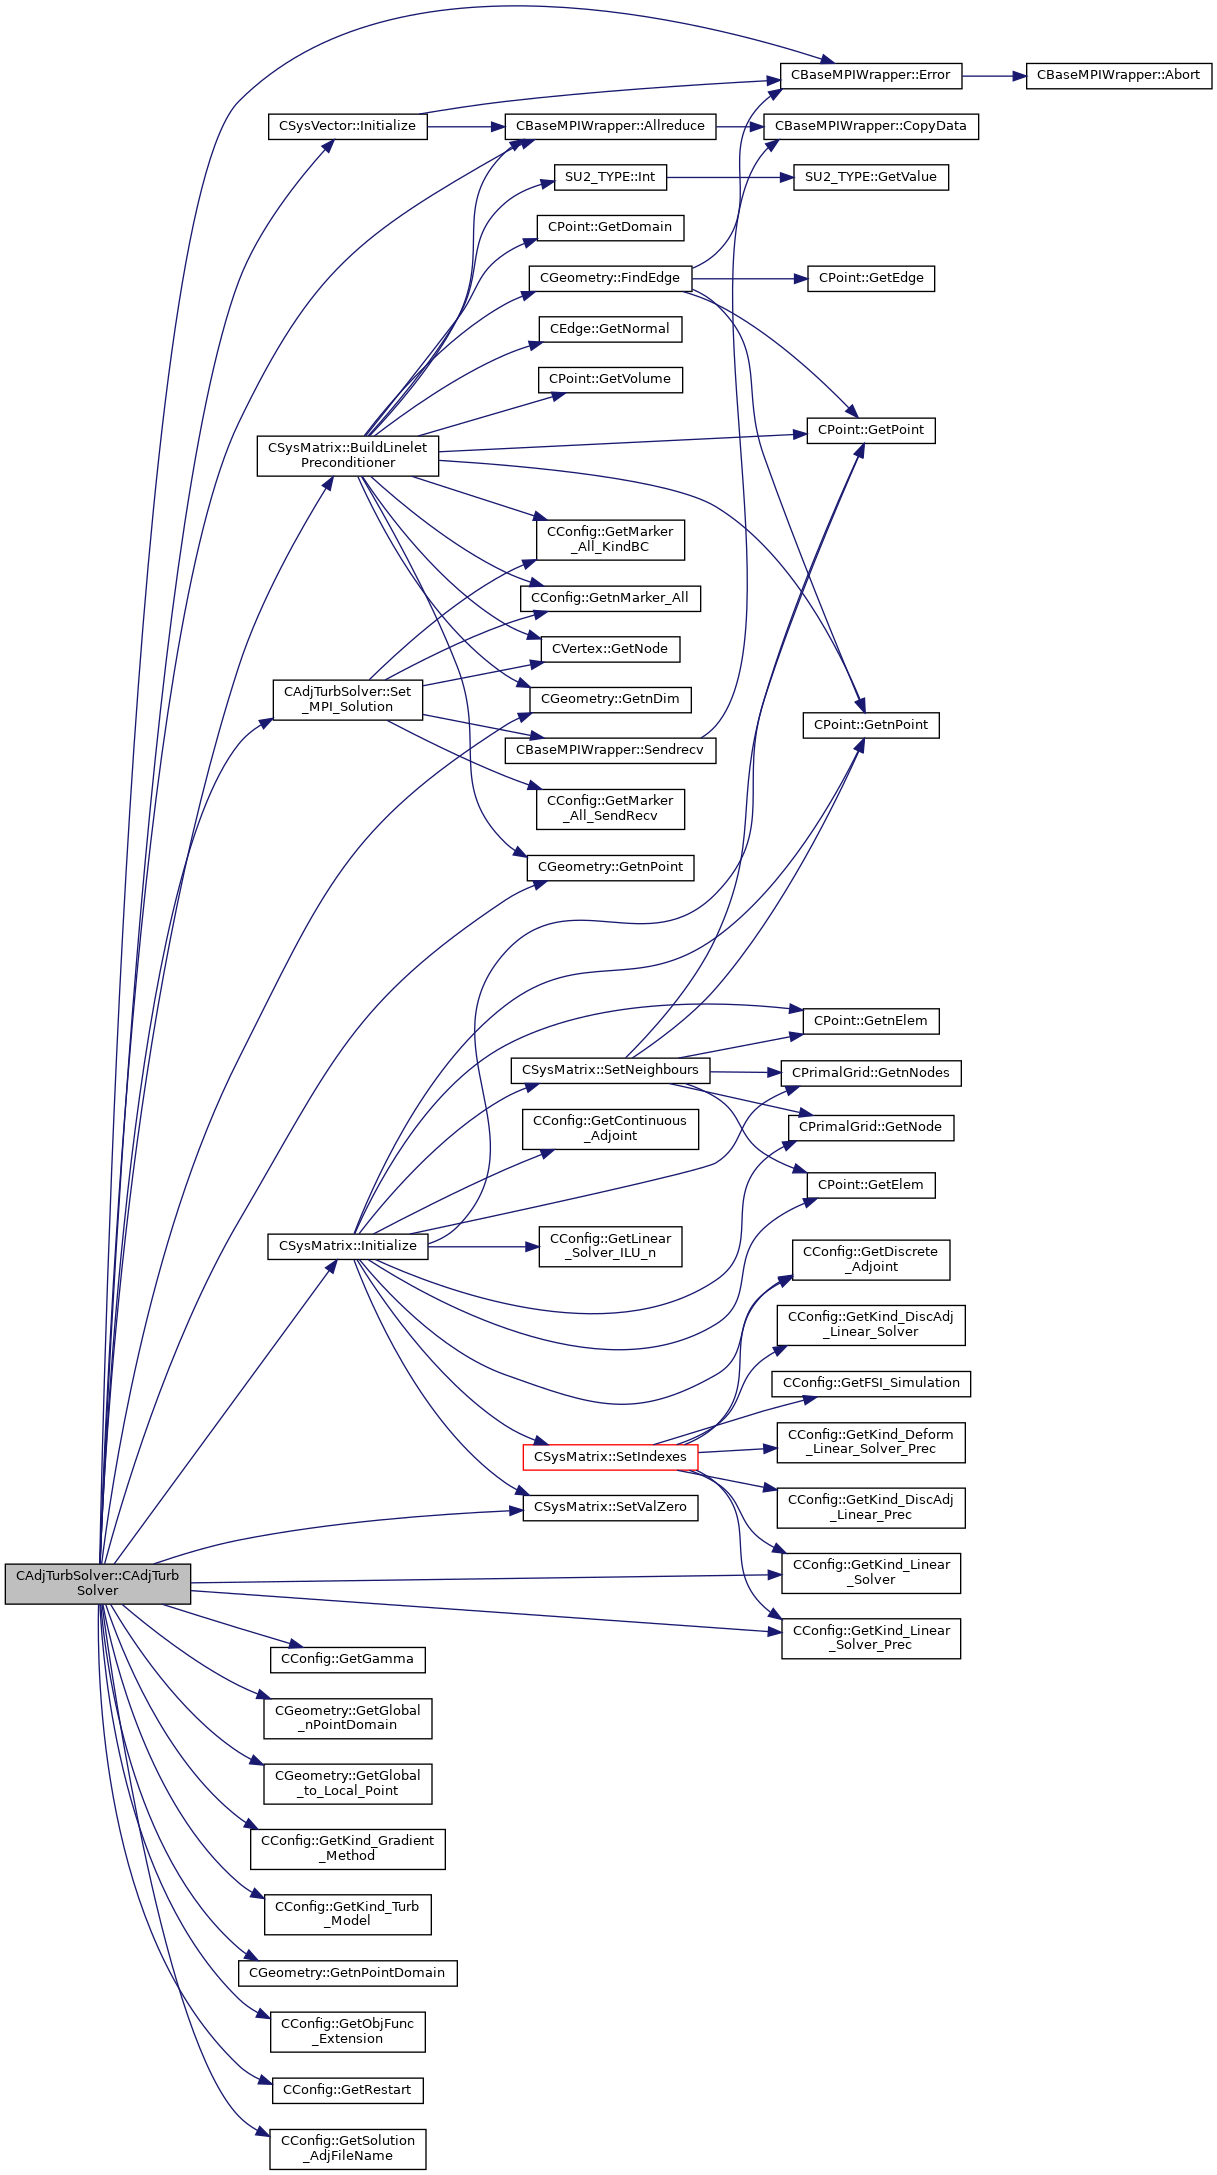 CBaseMPIWrapper::Error
CBaseMPIWrapper::Abort
CSysVector::Initialize
CBaseMPIWrapper::Allreduce
CBaseMPIWrapper::CopyData
SU2_TYPE::Int
SU2_TYPE::GetValue
CPoint::GetDomain
CGeometry::FindEdge
CPoint::GetEdge
CEdge::GetNormal
CPoint::GetVolume
CPoint::GetPoint
CSysMatrix::BuildLinelet
Preconditioner
CConfig::GetMarker
_All_KindBC
CConfig::GetnMarker_All
CVertex::GetNode
CAdjTurbSolver::Set
_MPI_Solution
CGeometry::GetnDim
CPoint::GetnPoint
CBaseMPIWrapper::Sendrecv
CConfig::GetMarker
_All_SendRecv
CGeometry::GetnPoint
CPoint::GetnElem
CSysMatrix::SetNeighbours
CPrimalGrid::GetnNodes
CConfig::GetContinuous
_Adjoint
CPrimalGrid::GetNode
CPoint::GetElem
CSysMatrix::Initialize
CConfig::GetLinear
_Solver_ILU_n
CConfig::GetDiscrete
_Adjoint
CConfig::GetKind_DiscAdj
_Linear_Solver
CConfig::GetFSI_Simulation
CSysMatrix::SetIndexes
CConfig::GetKind_Deform
_Linear_Solver_Prec
CSysMatrix::SetValZero
CConfig::GetKind_DiscAdj
_Linear_Prec
CAdjTurbSolver::CAdjTurb
Solver
CConfig::GetKind_Linear
_Solver
CConfig::GetKind_Linear
_Solver_Prec
CConfig::GetGamma
CGeometry::GetGlobal
_nPointDomain
CGeometry::GetGlobal
_to_Local_Point
CConfig::GetKind_Gradient
_Method
CConfig::GetKind_Turb
_Model
CGeometry::GetnPointDomain
CConfig::GetObjFunc
_Extension
CConfig::GetRestart
CConfig::GetSolution
_AdjFileName